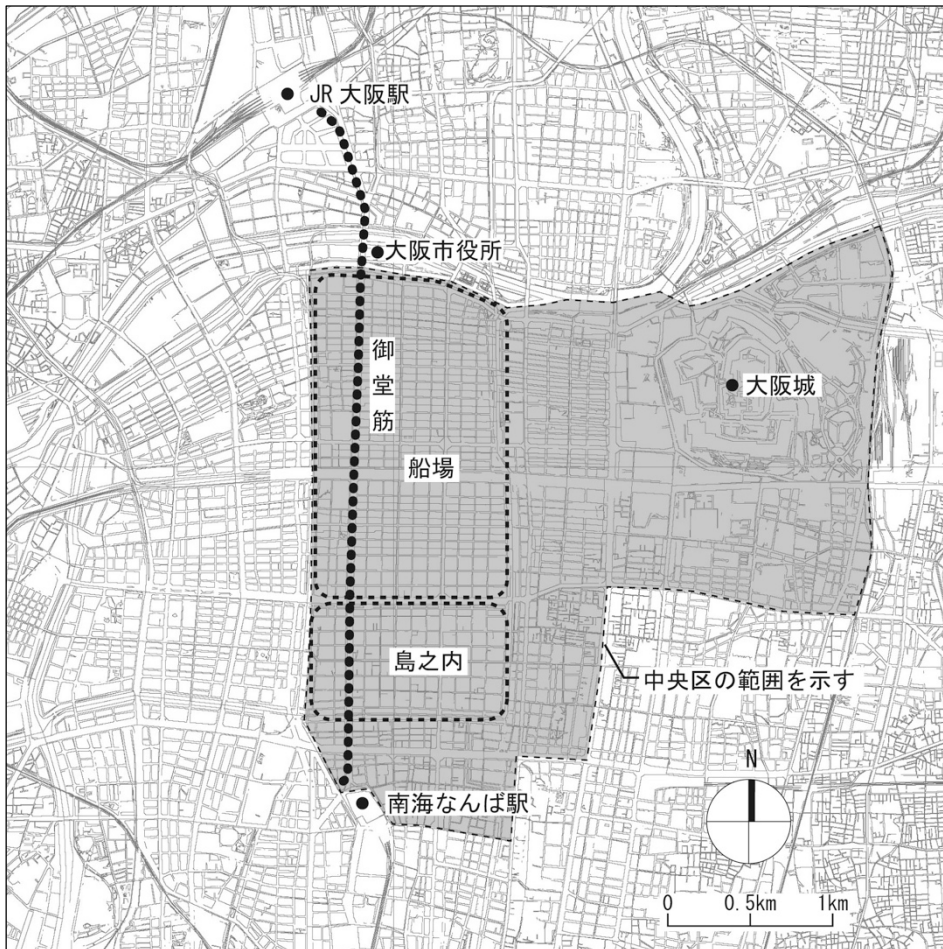 JR 大阪駅
大阪市役所
御堂筋
大阪城
船場
島之内
中央区の範囲を示す
N
南海なんば駅
0 0.5km 1km